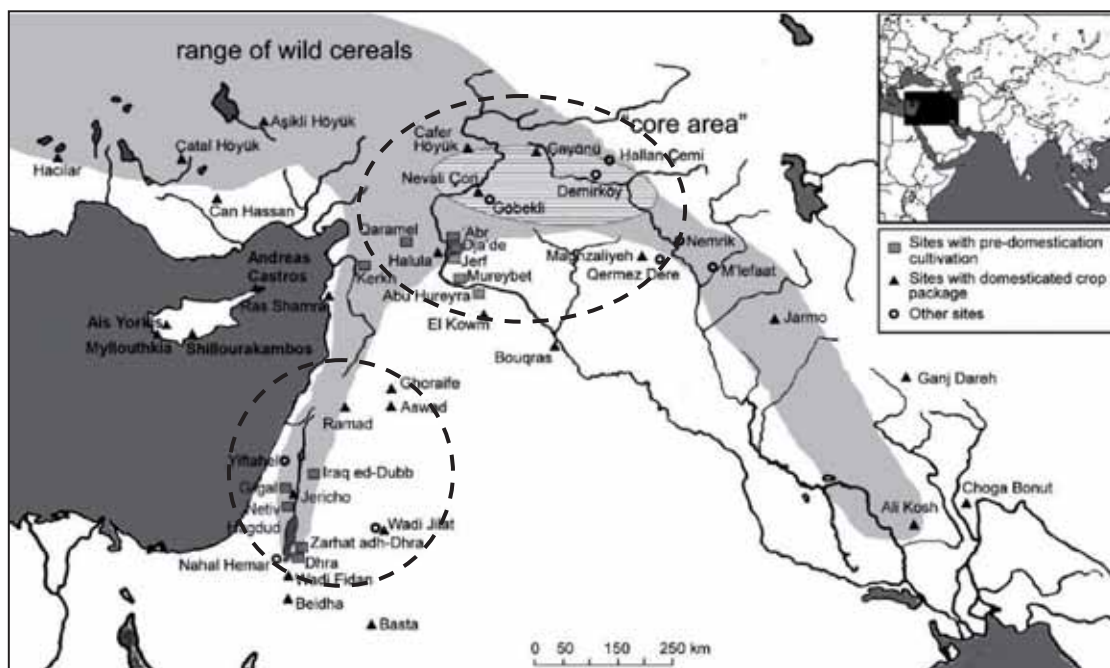 range of wild cereals
"core area"
Aşikli Höyük
Çatal Höyük
Hacilar
Can Hassan
Cafer
Höyük
Çayönü
Hallan Çemi
Nevali Çori
Demirköy
Gobekli
Qaramel
Abr
Dja'de
Jerf
Halula
Mureybet
Kerkh
Abu Hureyra
Maghzaliyeh
Qermez Dere
Nemrik
M'lefaat
Andreas
Castros
Ras Shamra
El Kowm
Ais Yorkis
Myllouthkia
Shillourakambos
Bouqras
Jarmo
Ganj Dareh
Ghoraife
Aswad
Ramad
Yiftahel
Iraq ed-Dubb
Gilgal
Jericho
Netiv
Hagdud
Wadi Jilat
Zarhat adh-Dhra
Nahal Hemar
Dhra
Wadi Fidan
Beidha
Basta
Ali Kosh
Choga Bonut
Sites with pre-domestication
cultivation
Sites with domesticated crop
package
Other sites
0 50 150 250 km